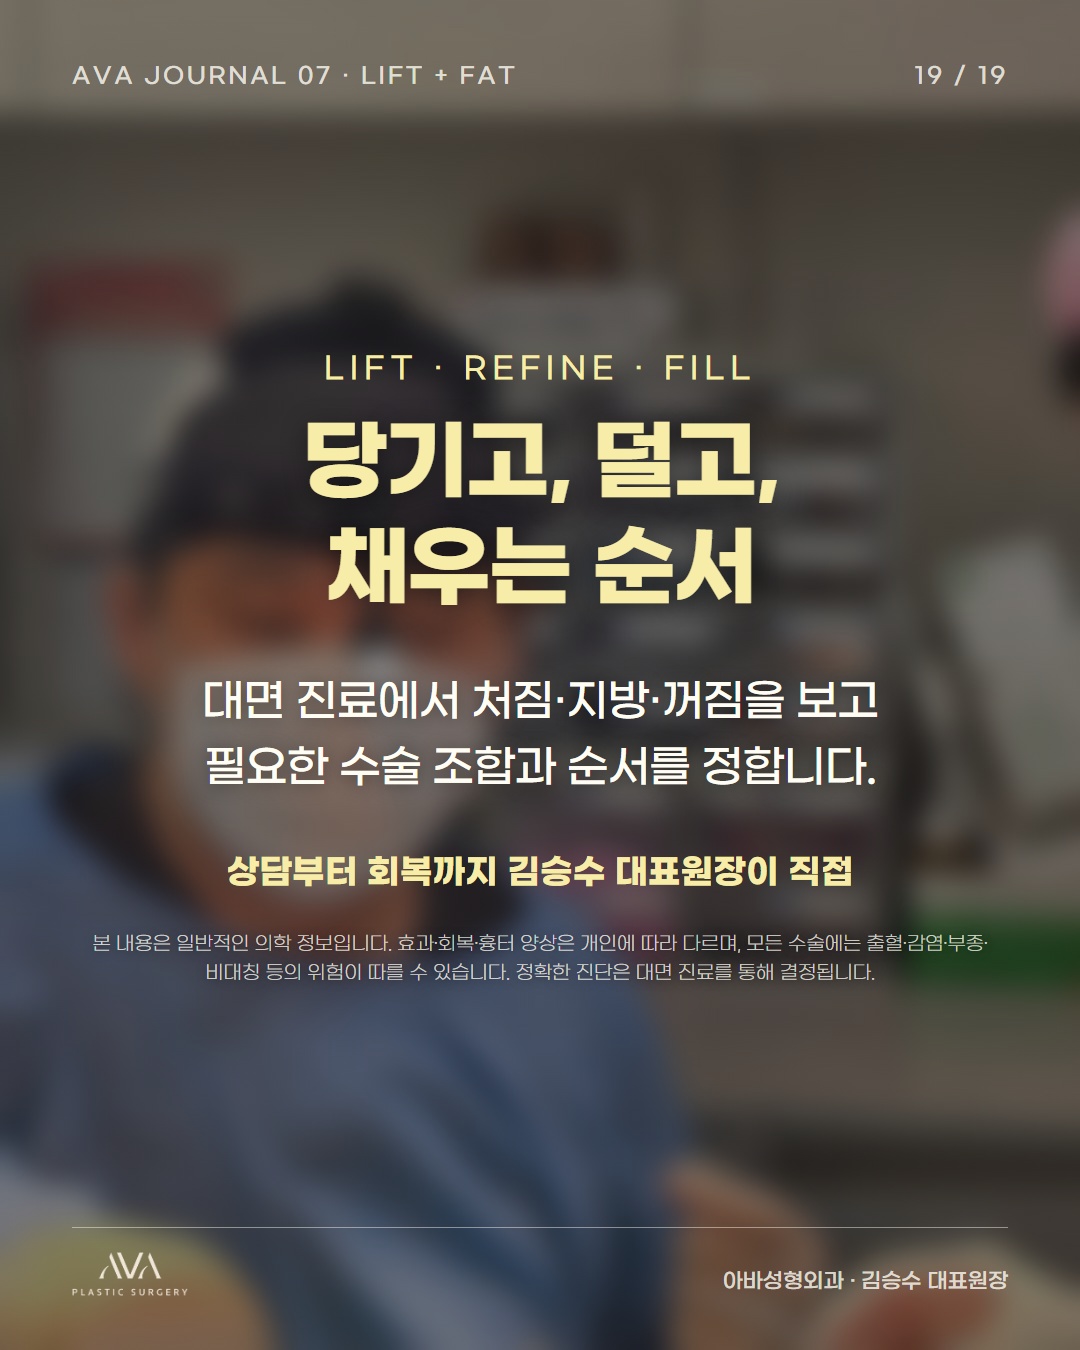 AVA JOURNAL 07 · LIFT + FAT
19 / 19
LIFT · REFINE · FILL
당기고, 덜고,
채우는 순서
대면 진료에서 처짐·지방·꺼짐을 보고
필요한 수술 조합과 순서를 정합니다.
상담부터 회복까지 김승수 대표원장이 직접
본 내용은 일반적인 의학 정보입니다. 효과·회복·흉터 양상은 개인에 따라 다르며, 모든 수술에는 출혈·감염·부종·
비대칭 등의 위험이 따를 수 있습니다. 정확한 진단은 대면 진료를 통해 결정됩니다.
AVA
PLASTIC SURGERY
아바성형외과 · 김승수 대표원장